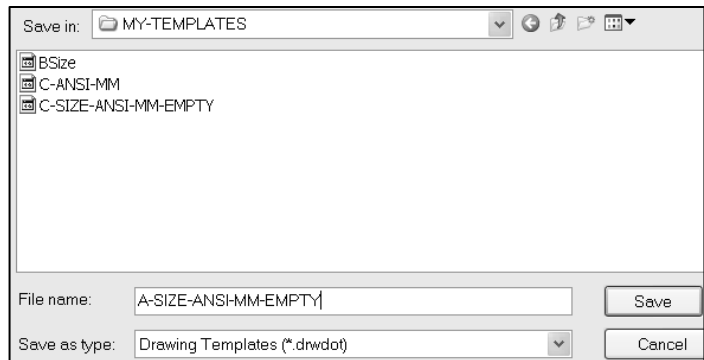 Save in: MY-TEMPLATES
BSize
C-ANSI-MM
C-SIZE-ANSI-MM-EMPTY
File name: A-SIZE-ANSI-MM-EMPTY Save
Save as type: Drawing Templates (*.drwdot) Cancel